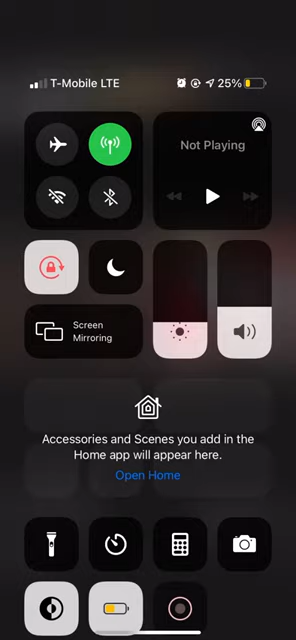 T-Mobile LTE 25%
Not Playing
Screen
Mirroring
Accessories and Scenes you add in the
Home app will appear here.
Open Home